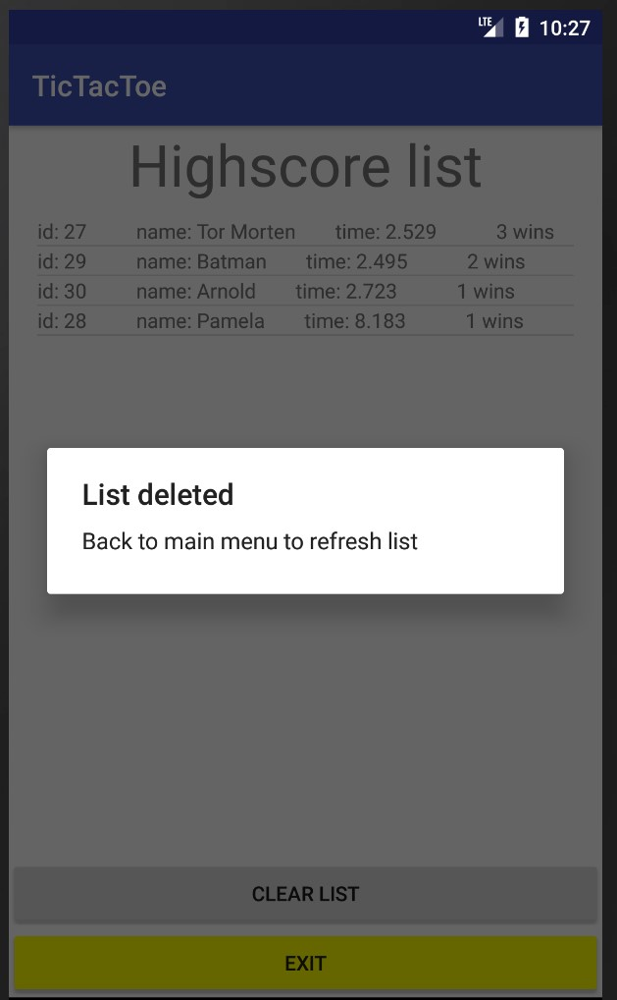 LTE 10:27
TicTacToe
Highscore list
id: 27 name: Tor Morten time: 2.529 3 wins
id: 29 name: Batman time: 2.495 2 wins
id: 30 name: Arnold time: 2.723 1 wins
id: 28 name: Pamela time: 8.183 1 wins
List deleted
Back to main menu to refresh list
CLEAR LIST
EXIT